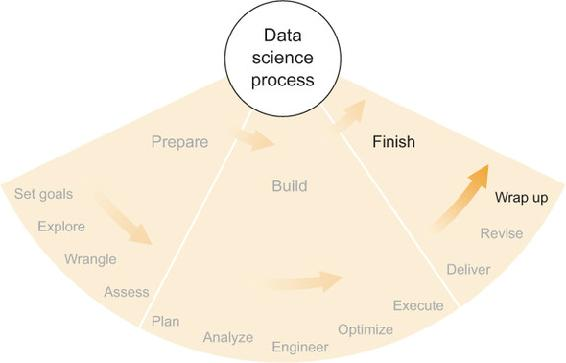 Data
science
process
Prepare
Finish
Build
Set goals
Explore
Wrangle
Assess
Plan
Analyze
Engineer
Optimize
Execute
Deliver
Revise
Wrap up